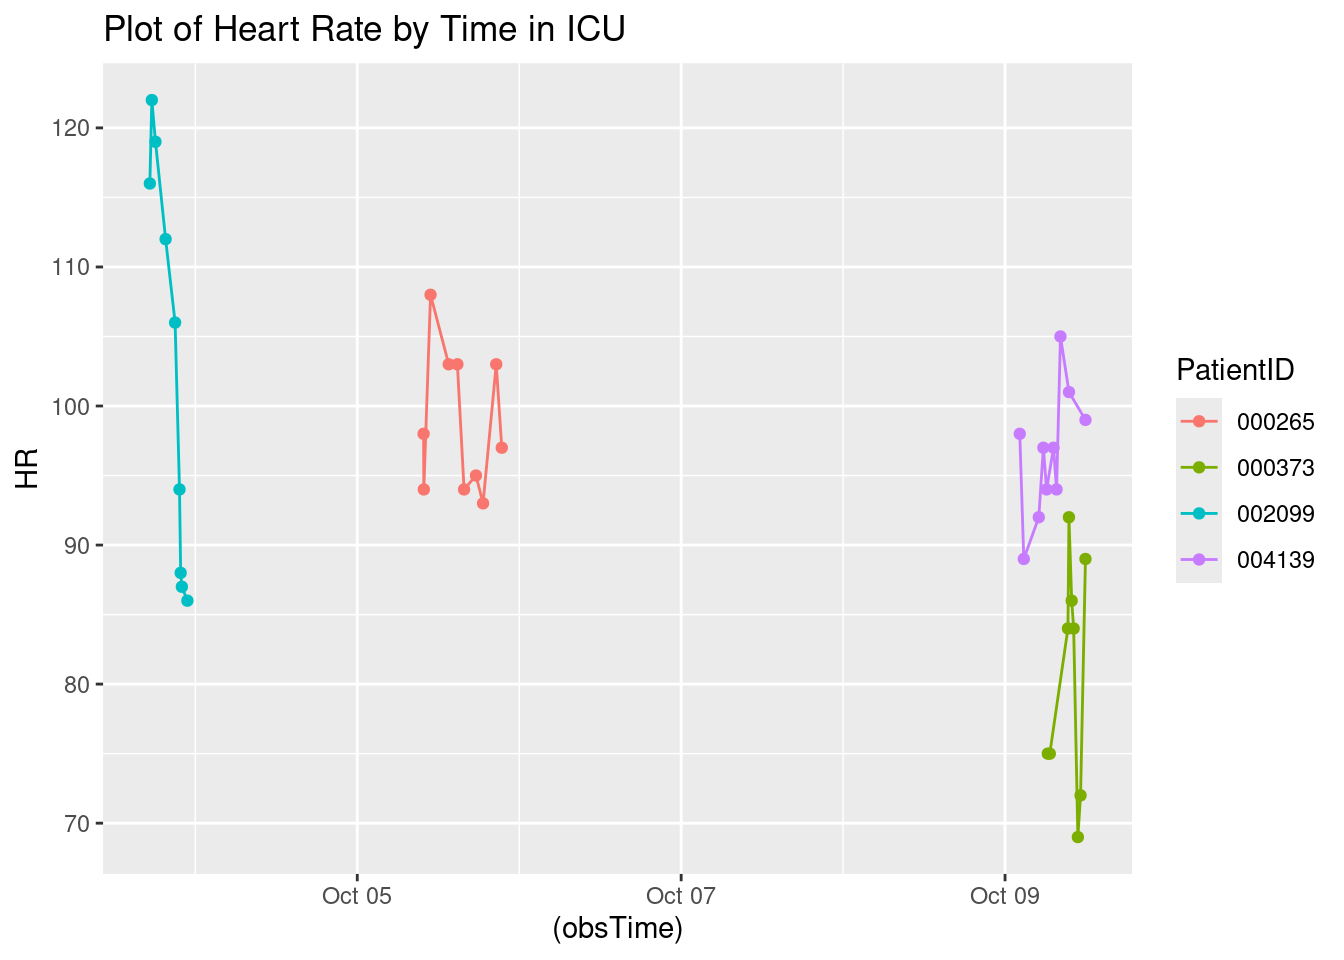 Plot of Heart Rate by Time in ICU
120
110
100
90
80
70
HR
Oct 05
Oct 07
Oct 09
(obsTime)
PatientID
000265
000373
002099
004139